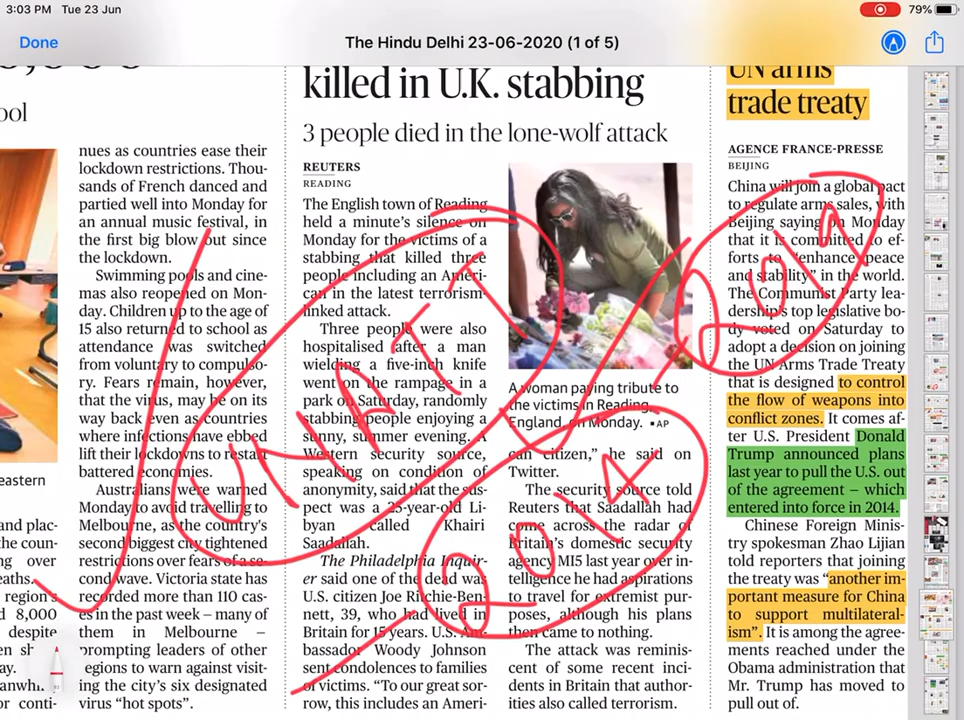 3:03 PM Tue 23 Jun
79%
Done
The Hindu Delhi 23-06-2020 (1 of 5)
ool
nues as countries ease their
lockdown restrictions. Thou-
sands of French danced and
partied well into Monday for
an annual music festival, in
the first big blow out since
the lockdown.
Swimming pools and cine-
mas also reopened on Mon-
day. Children up to the age of
15 also returned to school as
attendance was switched
from voluntary to compulso-
ry. Fears remain, however,
that the virus, may be on its
way back even as countries
where infections have ebbed
lift their lockdowns to restart
battered economies.
Australians were warned
Monday to avoid travelling to
Melbourne, as the country's
second biggest city tightened
restrictions over fears of a se-
cond wave. Victoria state has
recorded more than 110 cas-
es in the past week – many of
them in Melbourne –
prompting leaders of other
regions to warn against visit-
ing the city's six designated
virus "hot spots".
eastern
and plac-
the coun-
ng over
eaths.
region's
d 8,000
despite
en sh
ay.
anwhi
or conti-
killed in U.K. stabbing
3 people died in the lone-wolf attack
REUTERS
READING
The English town of Reading
held a minute's silence on
Monday for the victims of a
stabbing that killed three
people including an Ameri-
can in the latest terrorism-
linked attack.
Three people were also
hospitalised after a man
wielding a five-inch knife
went on the rampage in a
park on Saturday, randomly
stabbing people enjoying a
sunny, summer evening. A
Western security source,
speaking on condition of
anonymity, said that the sus-
pect was a 25-year-old Li-
byan called Khairi
Saadallah.
The Philadelphia Inquir-
er said one of the dead was
U.S. citizen Joe Ritchie-Ben-
nett, 39, who had lived in
Britain for 15 years. U.S. Am-
bassador Woody Johnson
sent condolences to families
of victims. "To our great sor-
row, this includes an Ameri-
A woman paying tribute to
the victims in Reading,
England, on Monday. ▪AP
can citizen," he said on
Twitter.
The security source told
Reuters that Saadallah had
come across the radar of
Britain's domestic security
agency MI5 last year over in-
telligence he had aspirations
to travel for extremist pur-
poses, although his plans
then came to nothing.
The attack was reminis-
cent of some recent inci-
dents in Britain that author-
ities also called terrorism.
UN arms
trade treaty
AGENCE FRANCE-PRESSE
BEIJING
China will join a global pact
to regulate arms sales, with
Beijing saying on Monday
that it is committed to ef-
forts to "enhance peace
and stability" in the world.
The Communist Party lea-
dership's top legislative bo-
dy voted on Saturday to
adopt a decision on joining
the UN Arms Trade Treaty
that is designed to control
the flow of weapons into
conflict zones. It comes af-
ter U.S. President Donald
Trump announced plans
last year to pull the U.S. out
of the agreement – which
entered into force in 2014.
Chinese Foreign Minis-
try spokesman Zhao Lijian
told reporters that joining
the treaty was "another im-
portant measure for China
to support multilateral-
ism". It is among the agree-
ments reached under the
Obama administration that
Mr. Trump has moved to
pull out of.
2014